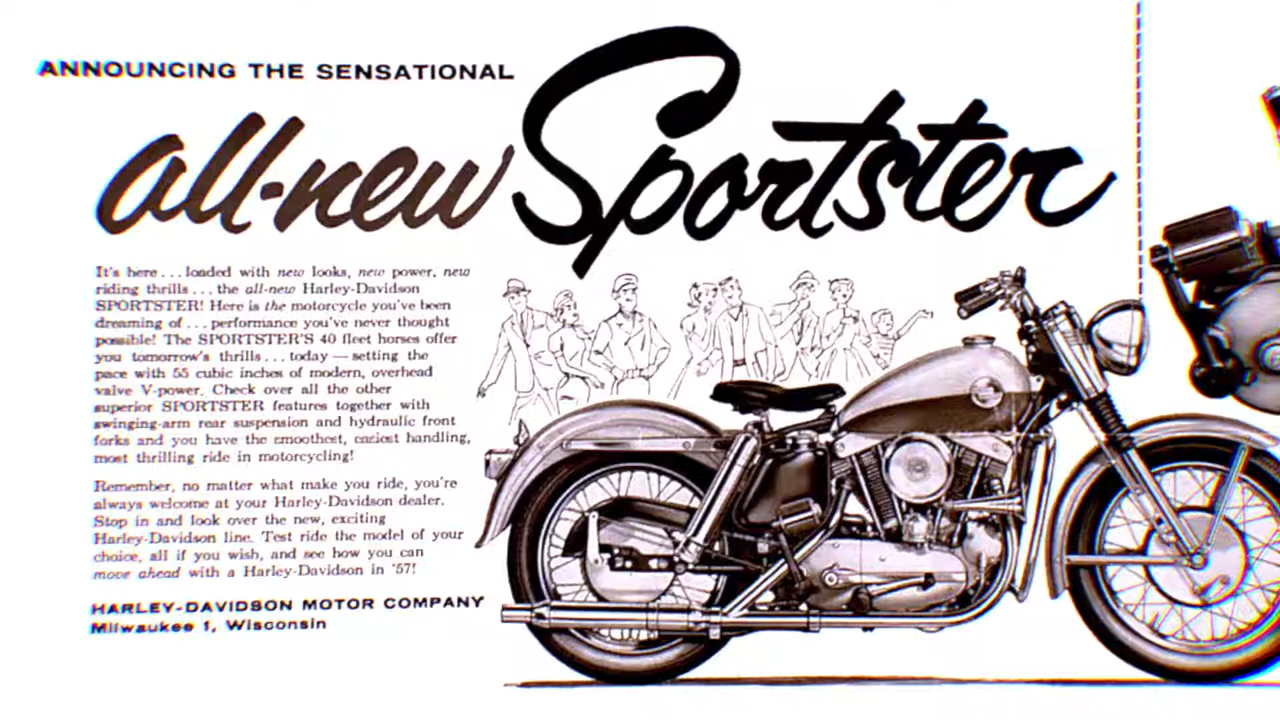 ANNOUNCING THE SENSATIONAL
all-new Sportster
It's here...loaded with new looks, new power, new
riding thrills...the all-new Harley-Davidson
SPORTSTER! Here is the motorcycle you've been
dreaming of...performance you've never thought
possible! The SPORTSTER'S 40 fleet horses offer
you tomorrow's thrills...today — setting the
pace with 55 cubic inches of modern, overhead
valve V-power. Check over all the other
superior SPORTSTER features together with
swinging-arm rear suspension and hydraulic front
forks and you have the smoothest, easiest handling,
most thrilling ride in motorcycling!
Remember, no matter what make you ride, you're
always welcome at your Harley-Davidson dealer.
Stop in and look over the new, exciting
Harley-Davidson line. Test ride the model of your
choice, all if you wish, and see how you can
move ahead with a Harley-Davidson in '57!
HARLEY-DAVIDSON MOTOR COMPANY
Milwaukee 1, Wisconsin